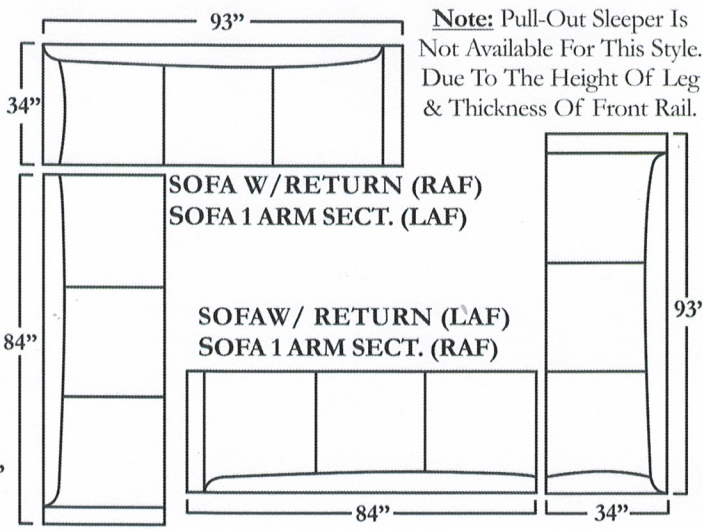 93”
Note: Pull-Out Sleeper Is
Not Available For This Style.
Due To The Height Of Leg
& Thickness Of Front Rail.
34”
SOFA W/RETURN (RAF)
SOFA 1 ARM SECT. (LAF)
SOFAW/ RETURN (LAF)
SOFA 1 ARM SECT. (RAF)
84”
93”
84”
34”